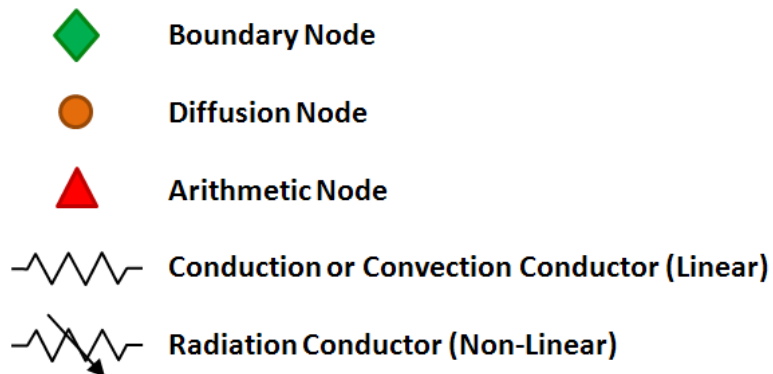 Boundary Node
Diffusion Node
Arithmetic Node
Conduction or Convection Conductor (Linear)
Radiation Conductor (Non-Linear)